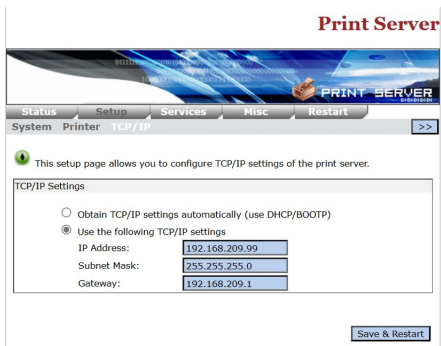 Print Server
PRINT SERVER
Status Setup Services Misc Restart
System Printer TCP/IP >>
This setup page allows you to configure TCP/IP settings of the print server.
TCP/IP Settings
Obtain TCP/IP settings automatically (use DHCP/BOOTP)
Use the following TCP/IP settings
IP Address: 192.168.209.99
Subnet Mask: 255.255.255.0
Gateway: 192.168.209.1
Save & Restart